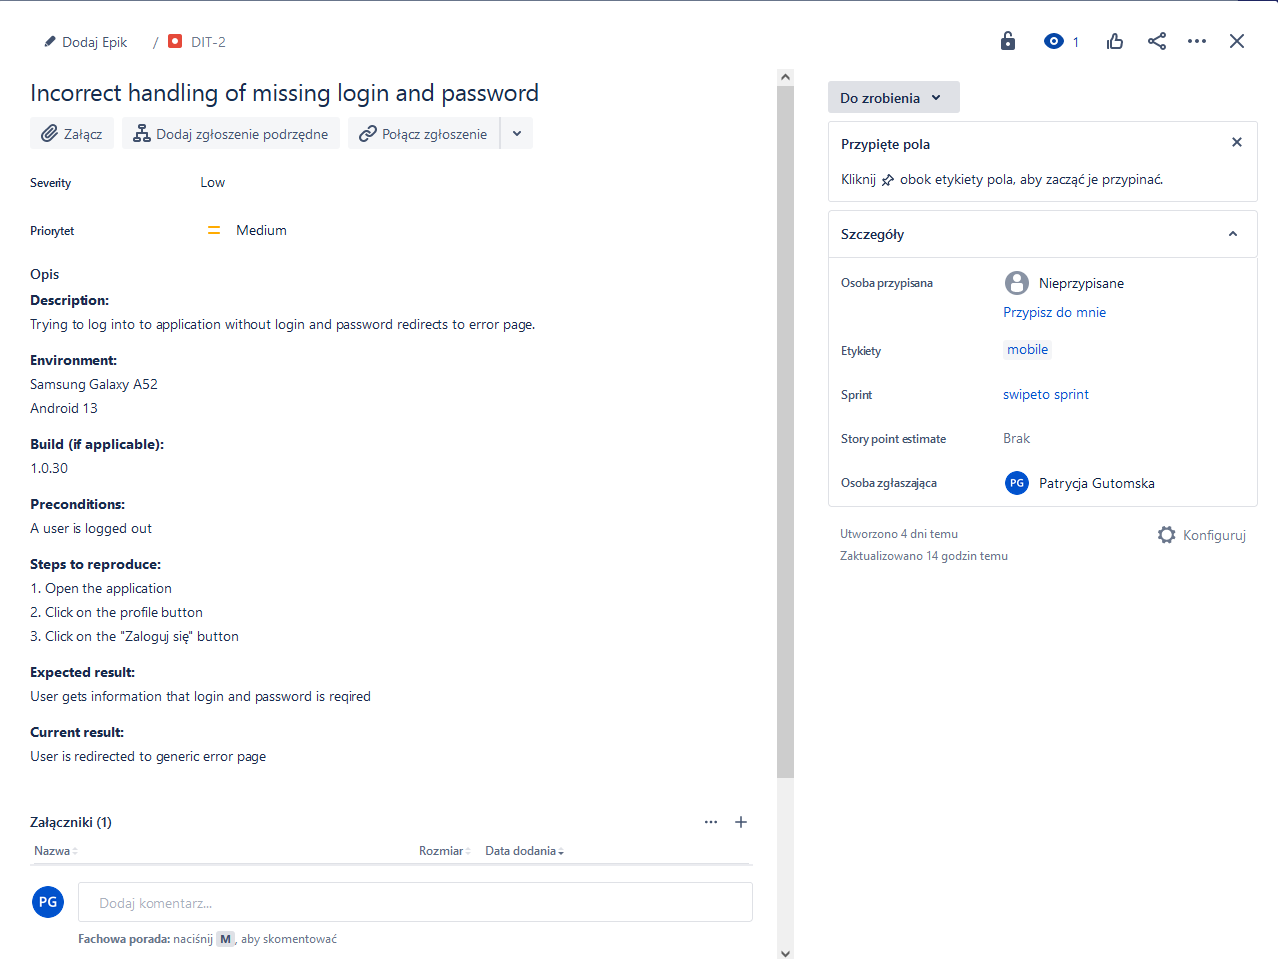 Dodaj Epik / DIT-2
1
Incorrect handling of missing login and password
Załącz Dodaj zgłoszenie podrzędne Połącz zgłoszenie
Severity Low
Priorytet Medium
Opis
Description:
Trying to log into to application without login and password redirects to error page.
Environment:
Samsung Galaxy A52
Android 13
Build (if applicable):
1.0.30
Preconditions:
A user is logged out
Steps to reproduce:
1. Open the application
2. Click on the profile button
3. Click on the "Zaloguj się" button
Expected result:
User gets information that login and password is reqired
Current result:
User is redirected to generic error page
Załączniki (1)
Nazwa Rozmiar Data dodania
PG Dodaj komentarz...
Fachowa porada: naciśnij M, aby skomentować
Do zrobienia
Przypięte pola
Kliknij obok etykiety pola, aby zacząć je przypinać.
Szczegóły
Osoba przypisana Nieprzypisane
Przypisz do mnie
Etykiety mobile
Sprint swipeto sprint
Story point estimate Brak
Osoba zgłaszająca PG Patrycja Gutomska
Utworzono 4 dni temu Konfiguruj
Zaktualizowano 14 godzin temu